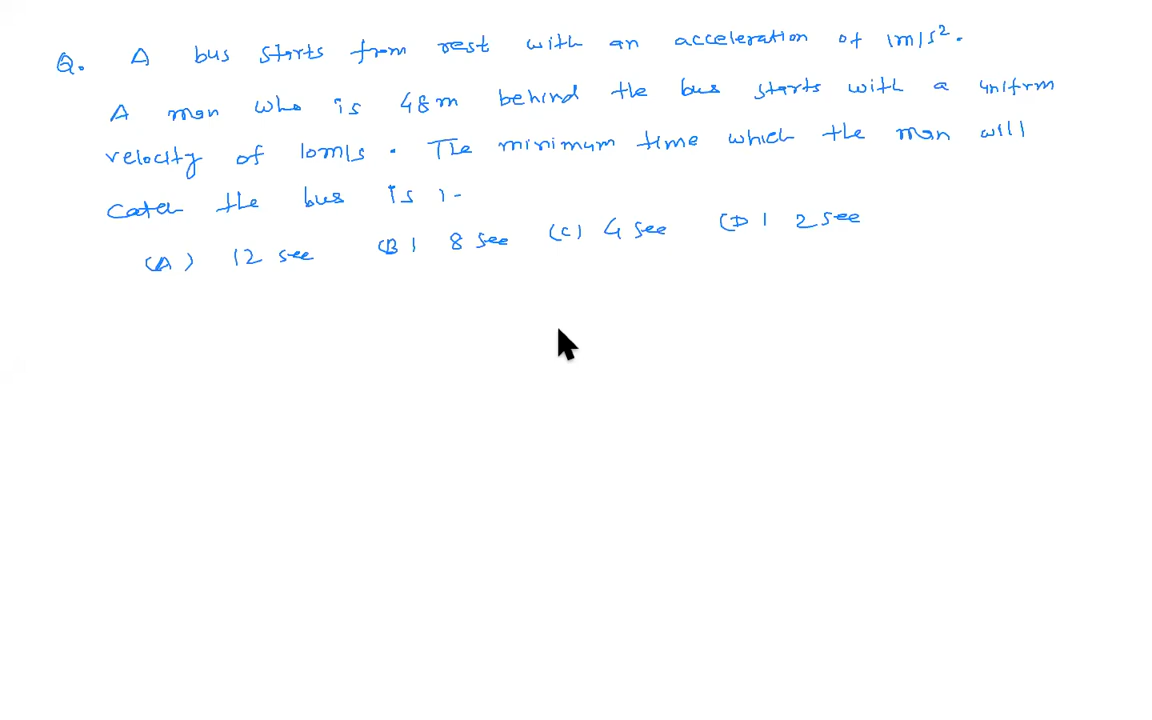 Q. A bus starts from rest with an acceleration of 1m/s².
A man who is 48m behind the bus starts with a unifrm
velocity of 10m/s. The minimum time which the man will
catch the bus is :-
(A) 12 sec (B) 8 sec (C) 4 sec (D) 2 sec